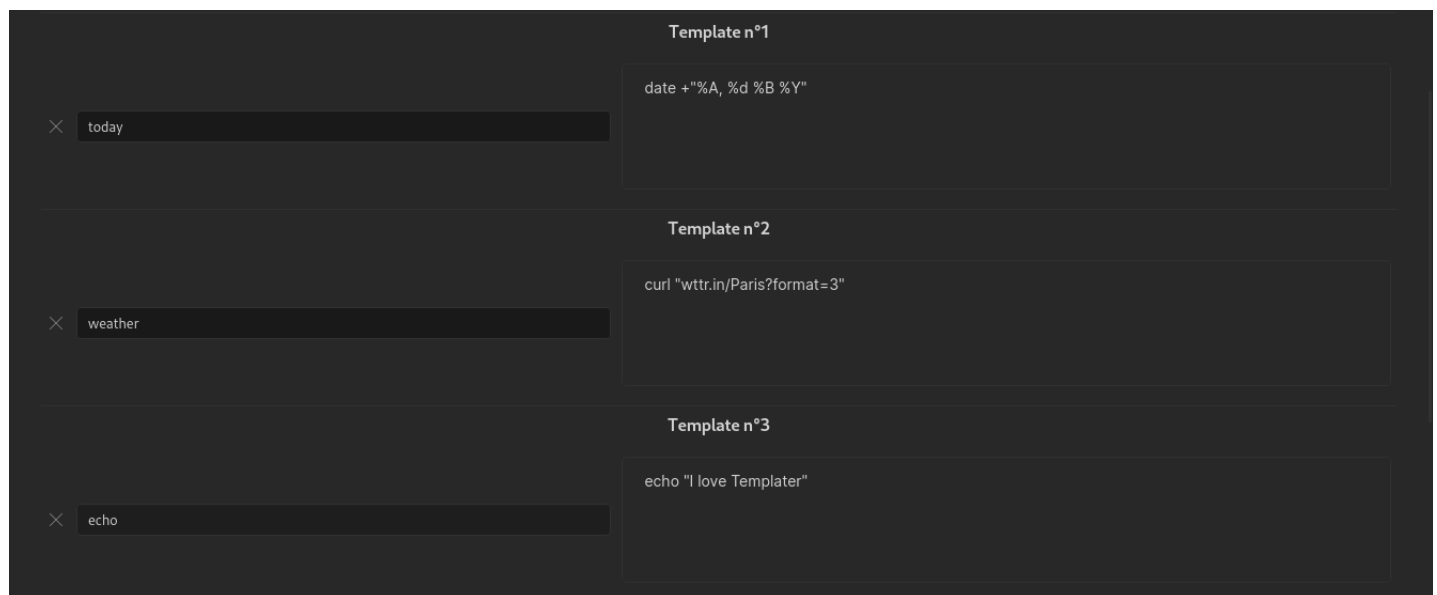 Template n°1
today
date +"%A, %d %B %Y"
Template n°2
weather
curl "wttr.in/Paris?format=3"
Template n°3
echo
echo "I love Templater"